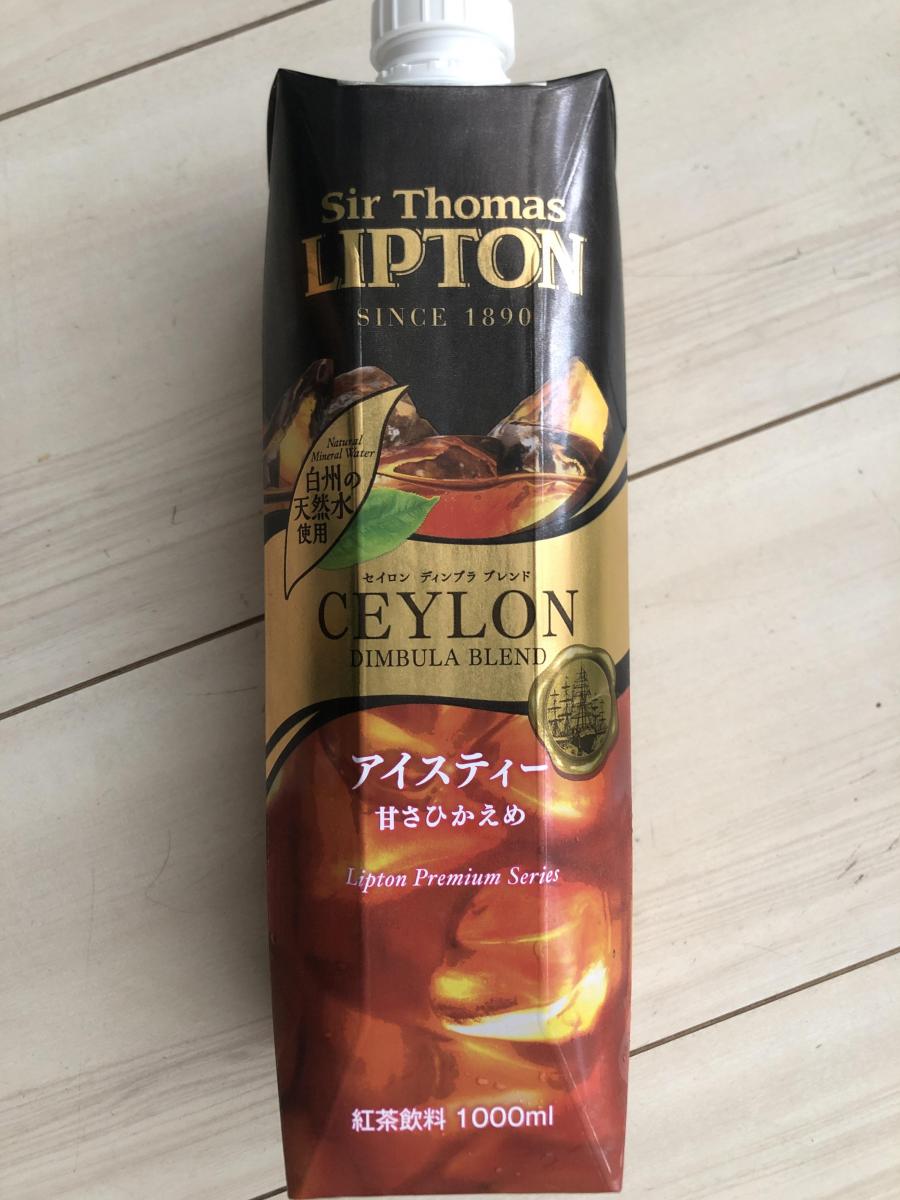 Sir Thomas
LIPTON
SINCE 1890
Natural
Mineral Water
白州の
天然水
使用
セイロン ディンブラ ブレンド
CEYLON
DIMBULA BLEND
アイスティー
甘さひかえめ
Lipton Premium Series
紅茶飲料 1000ml